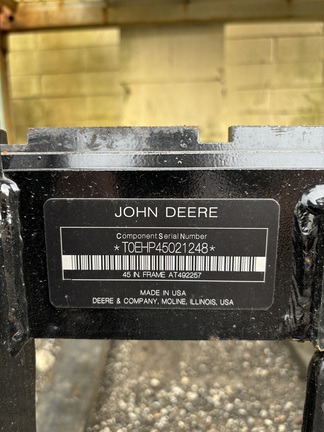 JOHN DEERE
Component Serial Number
*T0EHP45021248*
45 IN. FRAME AT492257
MADE IN USA
DEERE & COMPANY, MOLINE, ILLINOIS, USA